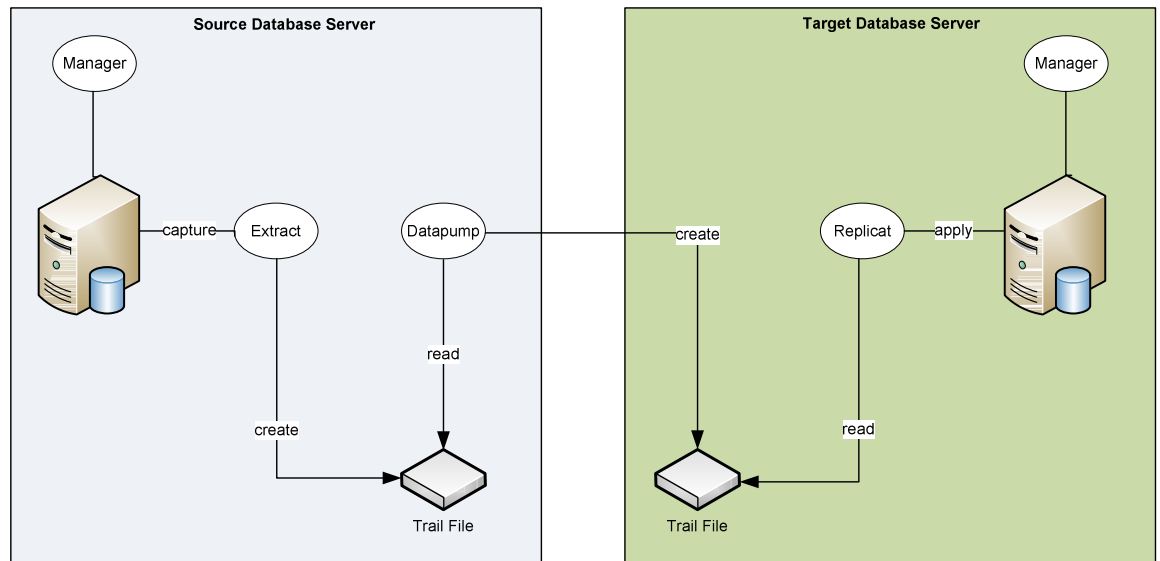 Source Database Server
Target Database Server
Manager
Manager
capture
Extract
Datapump
create
Replicat
apply
read
create
read
Trail File
Trail File